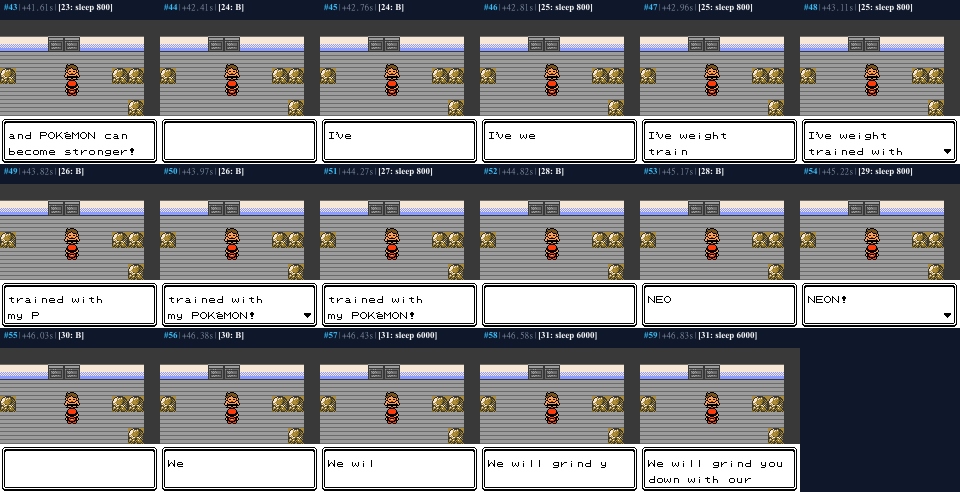 #43|+41.61s| [23: sleep 800]
#44|+42.41s| [24: B]
#45|+42.76s| [24: B]
#46|+42.81s| [25: sleep 800]
#47|+42.96s| [25: sleep 800]
#48|+43.11s| [25: sleep 800]
and POKéMON can
become stronger!
I've
I've we
I've weight
train
I've weight
trained with
#49|+43.82s| [26: B]
#50|+43.97s| [26: B]
#51|+44.27s| [27: sleep 800]
#52|+44.82s| [28: B]
#53|+45.17s| [28: B]
#54|+45.22s| [29: sleep 800]
trained with
my P
trained with
my POKéMON!
trained with
my POKéMON!
NEO
NEON!
#55|+46.03s| [30: B]
#56|+46.38s| [30: B]
#57|+46.43s| [31: sleep 6000]
#58|+46.58s| [31: sleep 6000]
#59|+46.83s| [31: sleep 6000]
We
We wil
We will grind y
We will grind you
down with our